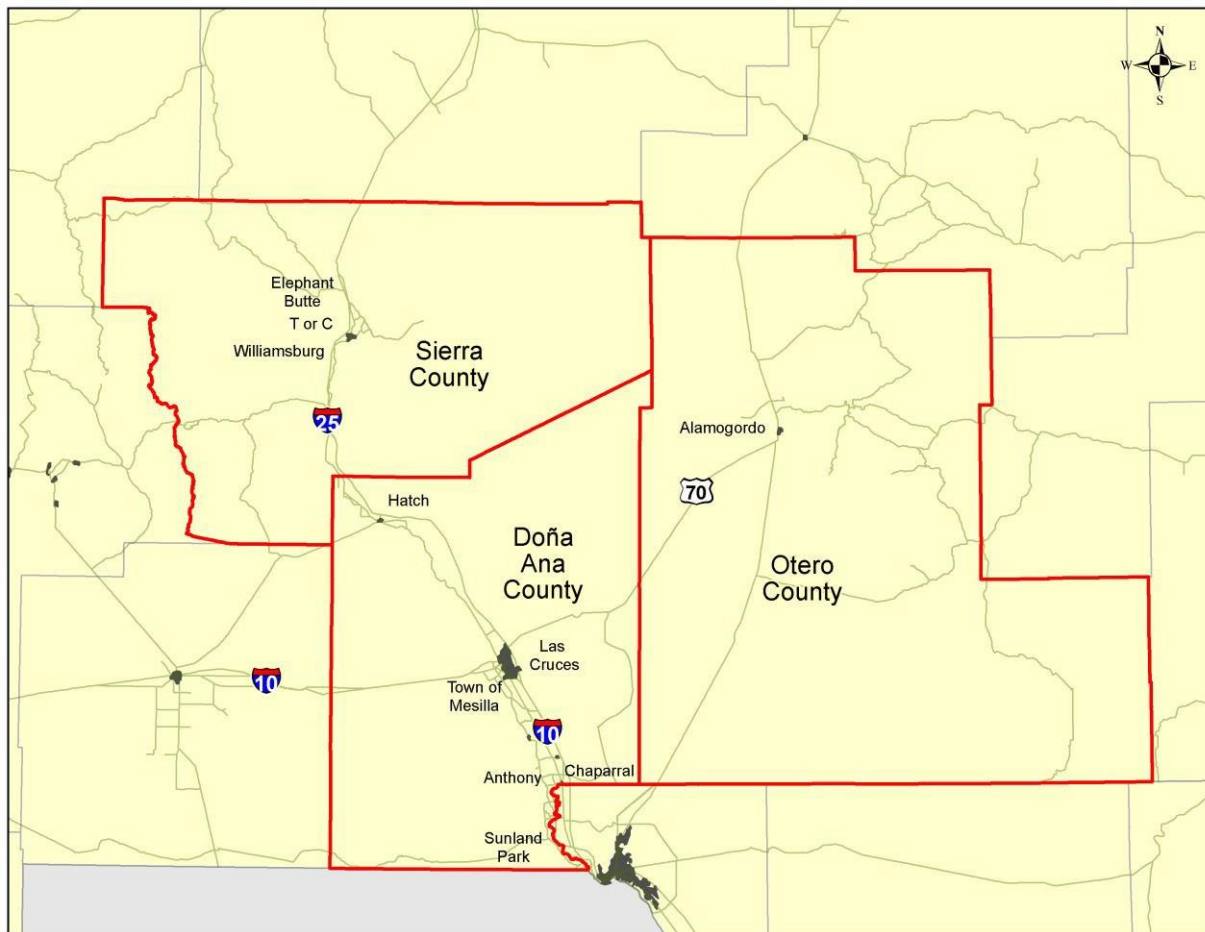 N
W E
S
Elephant
Butte
T or C
Williamsburg
Sierra
County
25
Alamogordo
70
Hatch
Doña
Ana
County
Otero
County
Las
Cruces
10
Town of
Mesilla
10
Anthony
Chaparral
Sunland
Park